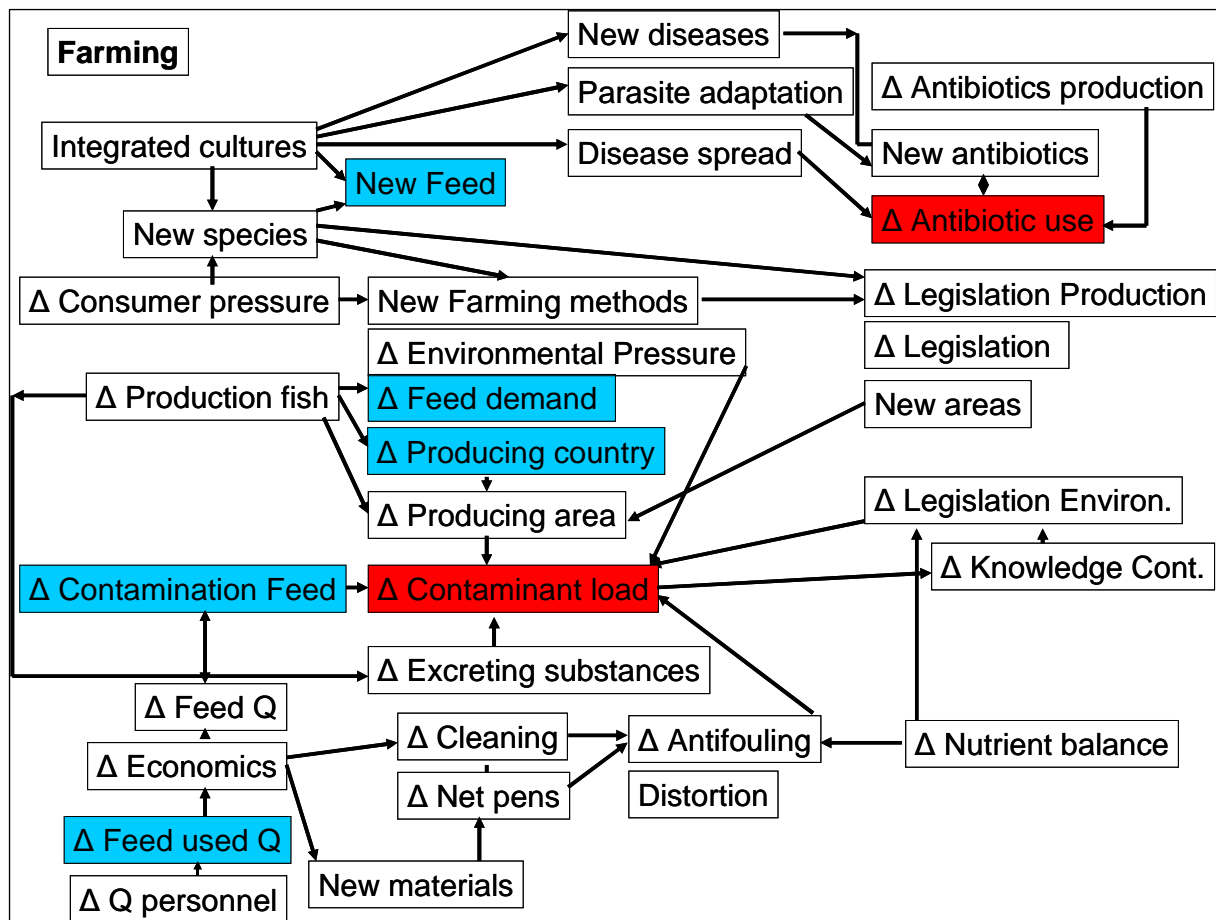 Farming
New diseases
Parasite adaptation
Δ Antibiotics production
Integrated cultures
Disease spread
New antibiotics
New Feed
Δ Antibiotic use
New species
Δ Consumer pressure
New Farming methods
Δ Legislation Production
Δ Environmental Pressure
Δ Legislation
Δ Production fish
Δ Feed demand
New areas
Δ Producing country
Δ Producing area
Δ Legislation Environ.
Δ Knowledge Cont.
Δ Contamination Feed
Δ Contaminant load
Δ Excreting substances
Δ Feed Q
Δ Cleaning
Δ Antifouling
Δ Nutrient balance
Δ Economics
Δ Net pens
Distortion
Δ Feed used Q
New materials
Δ Q personnel